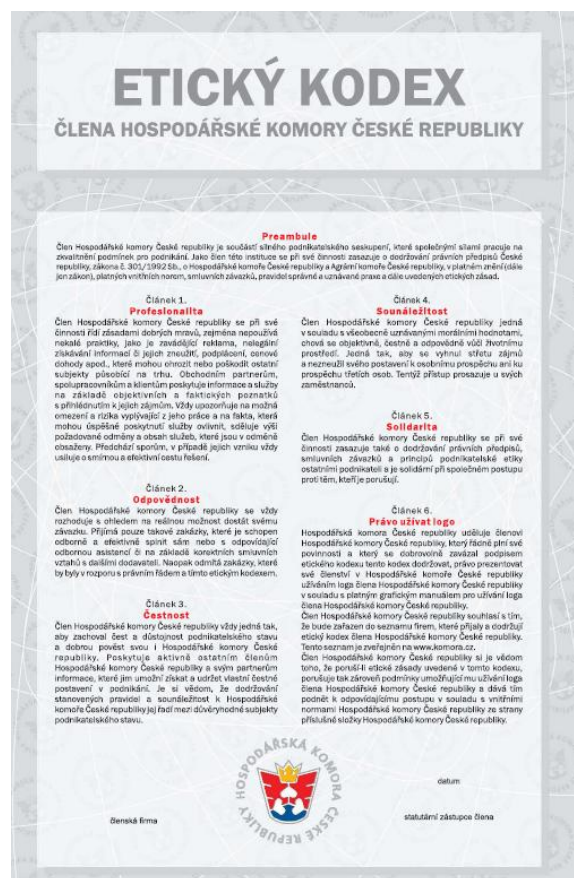 ETICKÝ KODEX
ČLENA HOSPODÁŘSKÉ KOMORY ČESKÉ REPUBLIKY
Preambule
Člen Hospodářské komory České republiky je součástí silného podnikatelského seskupení, které společnými silami pracuje na
zkvalitnění podmínek pro podnikání. Jako člen této instituce se při své činnosti zasazuje o dodržování právních předpisů České
republiky, zákona č. 301/1992 Sb., o Hospodářské komoře České republiky a Agrární komoře České republiky, v platném znění (dále
jen zákon), platných vnitřních norem, smluvních závazků, pravidel správné a uznávané praxe a dále uvedených etických zásad.
Článek 1.
Profesionalita
Člen Hospodářské komory České republiky se při své
činnosti řídí zásadami dobrých mravů, zejména nepoužívá
nekalé praktiky, jako je zavádějící reklama, nelegální
získávání informací či jejich zneužití, podplácení, cenové
dohody apod., které mohou ohrozit nebo poškodit ostatní
subjekty působící na trhu. Obchodním partnerům,
spolupracovníkům a klientům poskytuje informace a služby
na základě objektivních a faktických poznatků
s přihlédnutím k jejich zájmům. Vždy upozorňuje na možná
omezení a rizika vyplývající z jeho práce a na fakta, která
mohou úspěšné poskytnutí služby ovlivnit, sděluje výši
požadované odměny a obsah služeb, které jsou v odměně
obsaženy. Předchází sporům, v případě jejich vzniku vždy
usiluje o smírnou a efektivní cestu řešení.
Článek 2.
Odpovědnost
Člen Hospodářské komory České republiky se vždy
rozhoduje s ohledem na reálnou možnost dostát svému
závazku. Přijímá pouze takové zakázky, které je schopen
odborně a efektivně splnit sám nebo s odpovídající
odbornou asistencí či na základě korektních smluvních
vztahů s dalšími dodavateli. Naopak odmítá zakázky, které
by byly v rozporu s právním řádem a tímto etickým kodexem.
Článek 3.
Čestnost
Člen Hospodářské komory České republiky vždy jedná tak,
aby zachoval čest a důstojnost podnikatelského stavu
a dobrou pověst svou i Hospodářské komory České
republiky. Poskytuje aktivně ostatním členům
Hospodářské komory České republiky a svým partnerům
informace, které jim umožní získat a udržet vlastní čestné
postavení v podnikání. Je si vědom, že dodržování
stanovených pravidel a sounáležitost k Hospodářské
komoře České republiky jej řadí mezi důvěryhodné subjekty
podnikatelského stavu.
Článek 4.
Sounáležitost
Člen Hospodářské komory České republiky jedná
v souladu s všeobecně uznávanými morálními hodnotami,
chová se objektivně, čestně a odpovědně vůči životnímu
prostředí. Jedná tak, aby se vyhnul střetu zájmů
a nezneužil svého postavení k osobnímu prospěchu ani ku
prospěchu třetích osob. Tentýž přístup prosazuje u svých
zaměstnanců.
Článek 5.
Solidarita
Člen Hospodářské komory České republiky se při své
činnosti zasazuje také o dodržování právních předpisů,
smluvních závazků a principů podnikatelské etiky
ostatními podnikateli a je solidární při společném postupu
proti těm, kteří je porušují.
Článek 6.
Právo užívat logo
Hospodářská komora České republiky uděluje členovi
Hospodářské komory České republiky, který řádně plní své
povinnosti a který se dobrovolně zavázal podpisem
etického kodexu tento kodex dodržovat, právo prezentovat
své členství v Hospodářské komoře České republiky
užíváním loga člena Hospodářské komory České republiky
v souladu s platným grafickým manuálem pro užívání loga
člena Hospodářské komory České republiky.
Člen Hospodářské komory České republiky souhlasí s tím,
že bude zařazen do seznamu firem, které přijaly a dodržují
etický kodex člena Hospodářské komory České republiky.
Tento seznam je zveřejněn na www.komora.cz.
Člen Hospodářské komory České republiky si je vědom
toho, že poruší-li etické zásady uvedené v tomto kodexu,
porušuje tak zároveň podmínky umožňující mu užívání loga
člena Hospodářské komory České republiky a dává tím
podnět k odpovídajícímu postupu v souladu s vnitřními
normami Hospodářské komory České republiky ze strany
příslušné složky Hospodářské komory České republiky.
HOSPODÁŘSKÁ KOMORA ČESKÉ REPUBLIKY
datum
členská firma
statutární zástupce člena